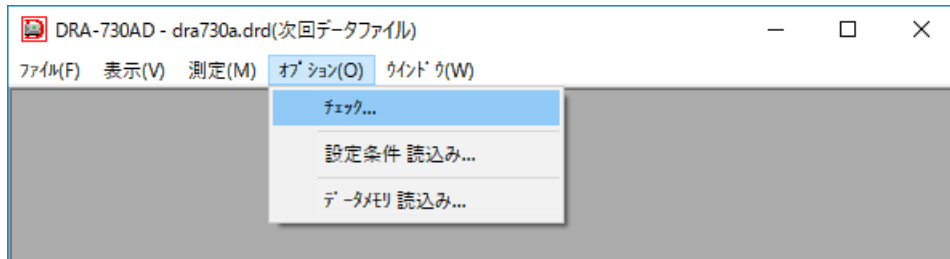 DRA-730AD - dra730a.drd(次回データファイル)
ﾌｧｲﾙ(F) 表示(V) 測定(M) ｵﾌﾟｼｮﾝ(O) ｳｲﾝﾄﾞｳ(W)
ﾁｪｯｸ...
設定条件 読込み...
ﾃﾞｰﾀﾒﾓﾘ 読込み...